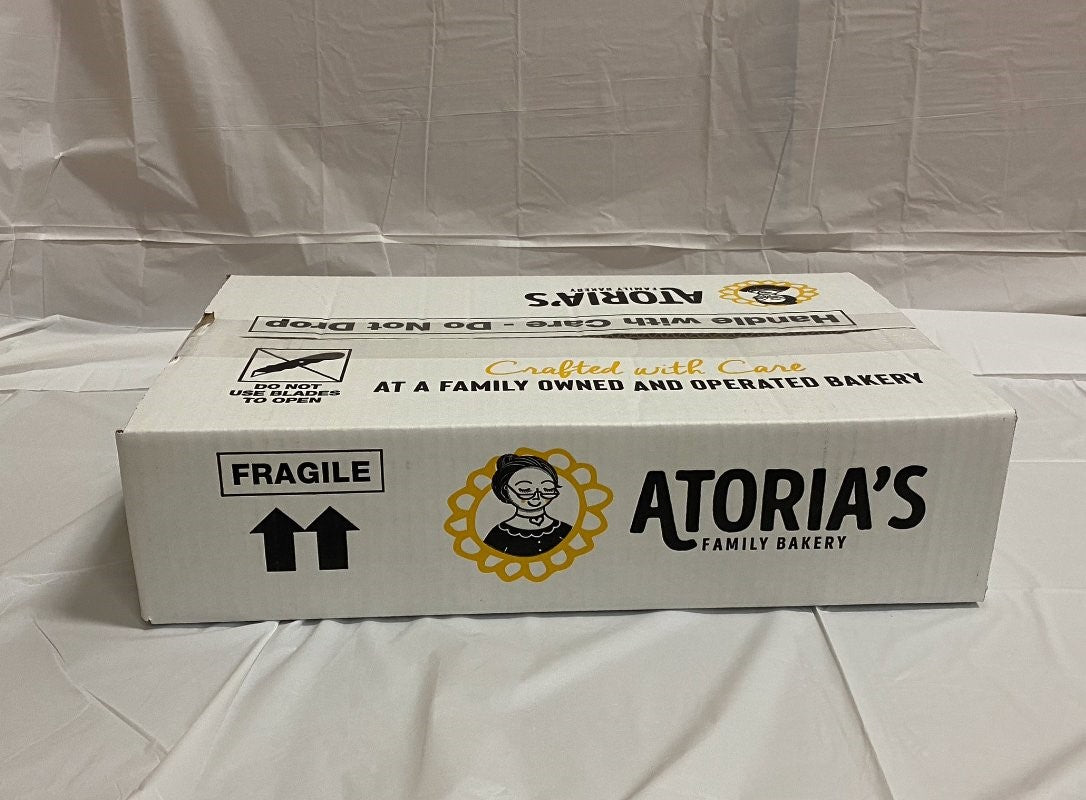 ATORIA'S
FAMILY BAKERY
Handle with Care - Do Not Drop
DO NOT
USE BLADES
TO OPEN
Crafted with Care
AT A FAMILY OWNED AND OPERATED BAKERY
FRAGILE
ATORIA'S
FAMILY BAKERY